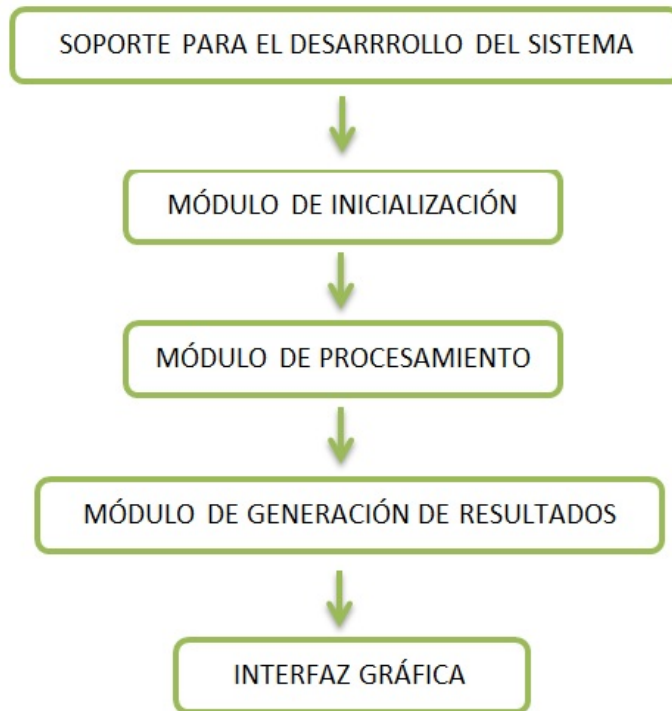 SOPORTE PARA EL DESARRROLLO DEL SISTEMA
MÓDULO DE INICIALIZACIÓN
MÓDULO DE PROCESAMIENTO
MÓDULO DE GENERACIÓN DE RESULTADOS
INTERFAZ GRÁFICA